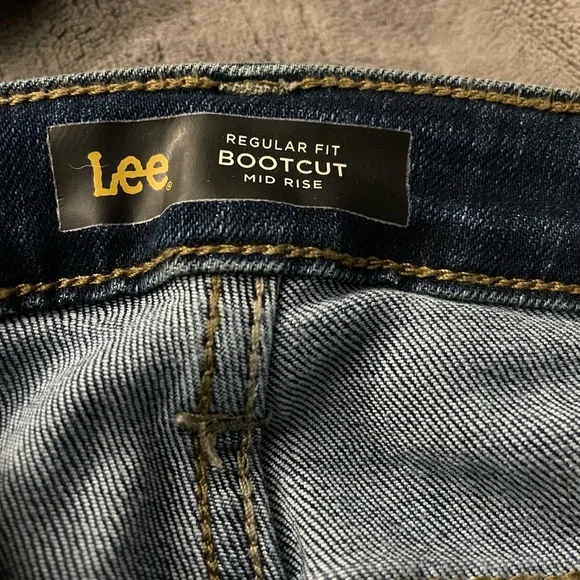 Lee
REGULAR FIT
BOOTCUT
MID RISE